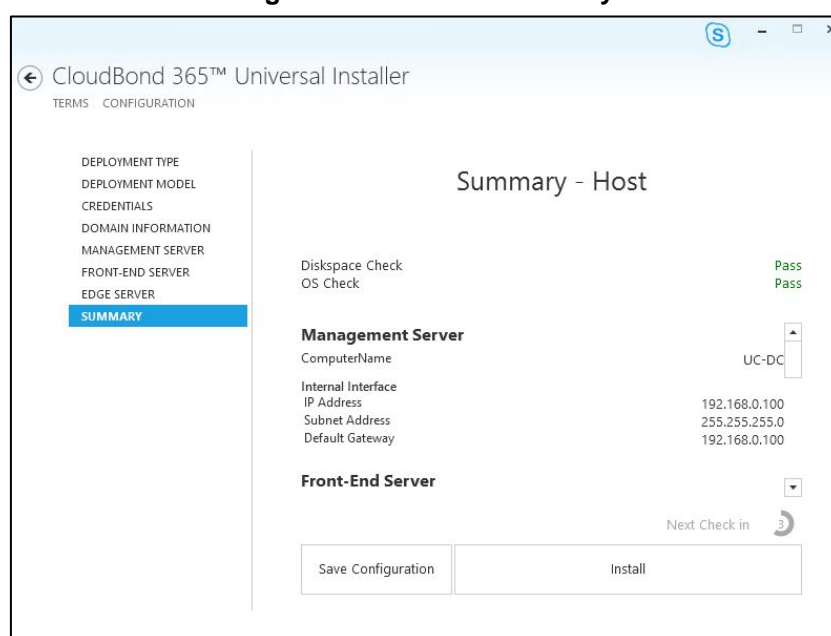 CloudBond 365™ Universal Installer
TERMS CONFIGURATION
DEPLOYMENT TYPE
DEPLOYMENT MODEL
CREDENTIALS
DOMAIN INFORMATION
MANAGEMENT SERVER
FRONT-END SERVER
EDGE SERVER
SUMMARY
Summary - Host
Diskspace Check Pass
OS Check Pass
Management Server
ComputerName UC-DC
Internal Interface
IP Address 192.168.0.100
Subnet Address 255.255.255.0
Default Gateway 192.168.0.100
Front-End Server
Next Check in 3
Save Configuration Install